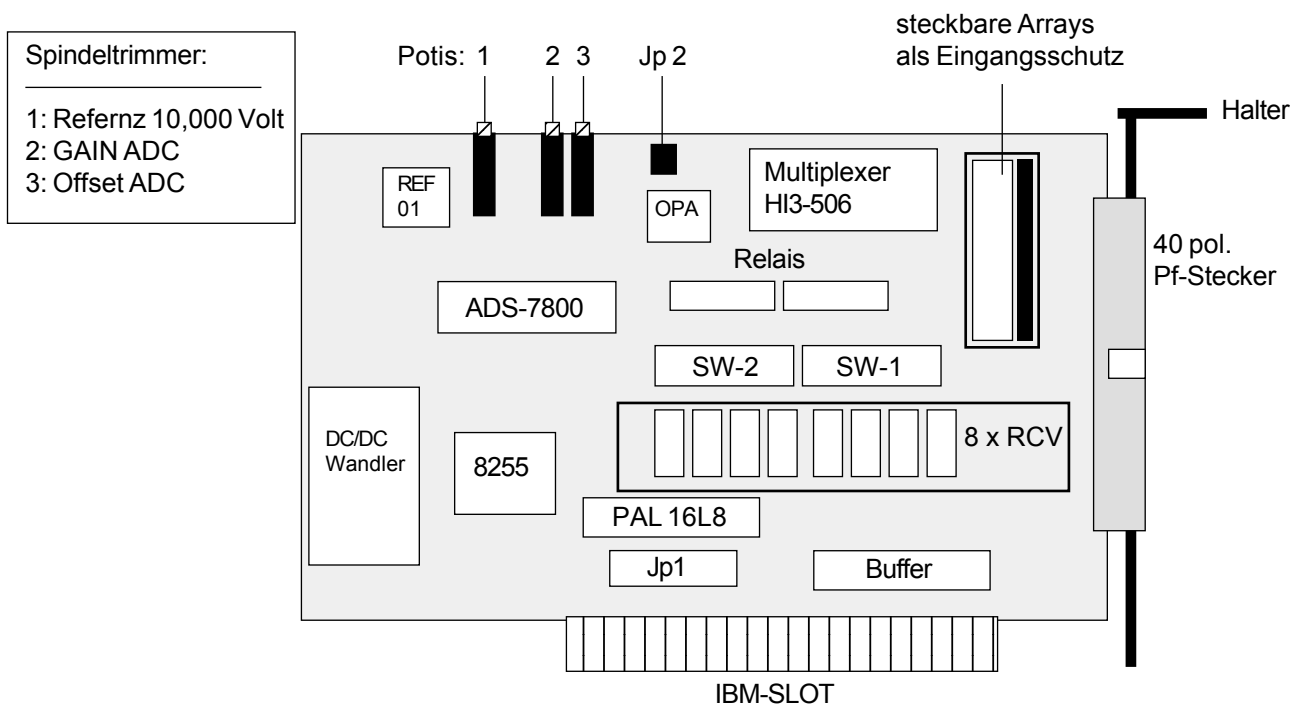 Spindeltrimmer:
1: Refernz 10,000 Volt
2: GAIN ADC
3: Offset ADC
Potis: 1 2 3 Jp 2
steckbare Arrays
als Eingangsschutz
Halter
REF
01
OPA
Multiplexer
HI3-506
40 pol.
Pf-Stecker
Relais
ADS-7800
SW-2 SW-1
DC/DC
Wandler
8255
8 x RCV
PAL 16L8
Jp1
Buffer
IBM-SLOT